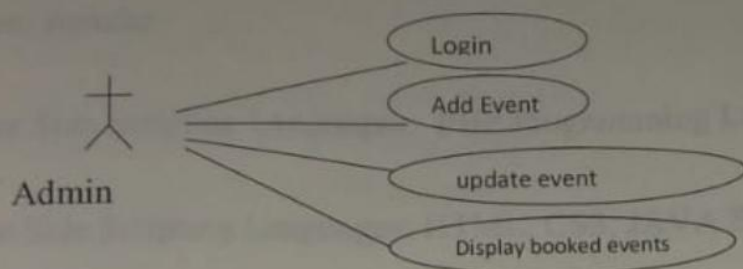 Login
Add Event
update event
Admin
Display booked events